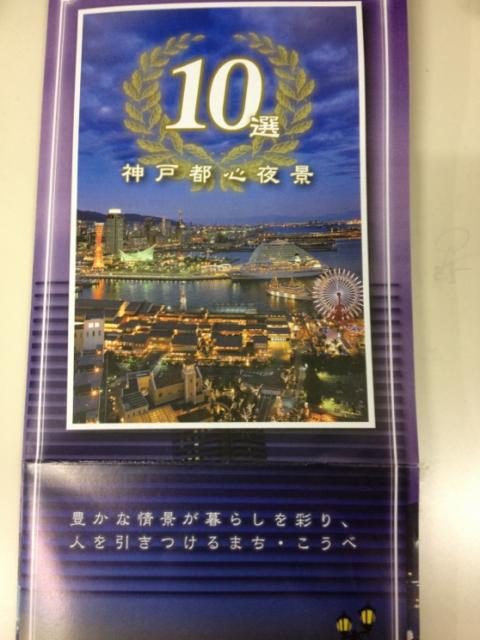 10選
神戸都心夜景
豊かな情景が暮らしを彩り、
人を引きつけるまち・こうべ